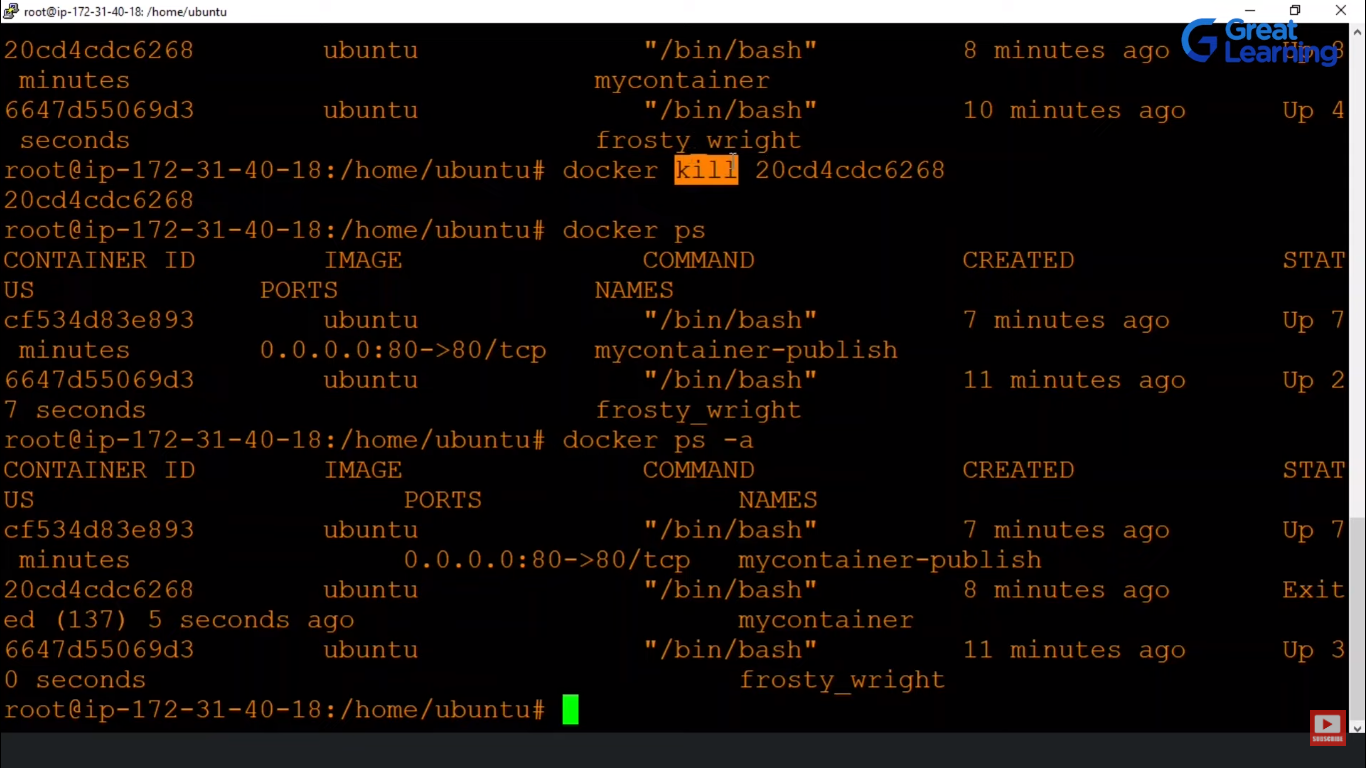 root@ip-172-31-40-18: /home/ubuntu
Great
Learning
20cd4cdc6268 ubuntu "/bin/bash" 8 minutes ago Up 8
minutes mycontainer
6647d55069d3 ubuntu "/bin/bash" 10 minutes ago Up 4
seconds frosty_wright
root@ip-172-31-40-18:/home/ubuntu# docker kill 20cd4cdc6268
20cd4cdc6268
root@ip-172-31-40-18:/home/ubuntu# docker ps
CONTAINER ID IMAGE COMMAND CREATED STAT
US PORTS NAMES
cf534d83e893 ubuntu "/bin/bash" 7 minutes ago Up 7
minutes 0.0.0.0:80->80/tcp mycontainer-publish
6647d55069d3 ubuntu "/bin/bash" 11 minutes ago Up 2
7 seconds frosty_wright
root@ip-172-31-40-18:/home/ubuntu# docker ps -a
CONTAINER ID IMAGE COMMAND CREATED STAT
US PORTS NAMES
cf534d83e893 ubuntu "/bin/bash" 7 minutes ago Up 7
minutes 0.0.0.0:80->80/tcp mycontainer-publish
20cd4cdc6268 ubuntu "/bin/bash" 8 minutes ago Exit
ed (137) 5 seconds ago mycontainer
6647d55069d3 ubuntu "/bin/bash" 11 minutes ago Up 3
0 seconds frosty_wright
root@ip-172-31-40-18:/home/ubuntu#
SUBSCRIBE